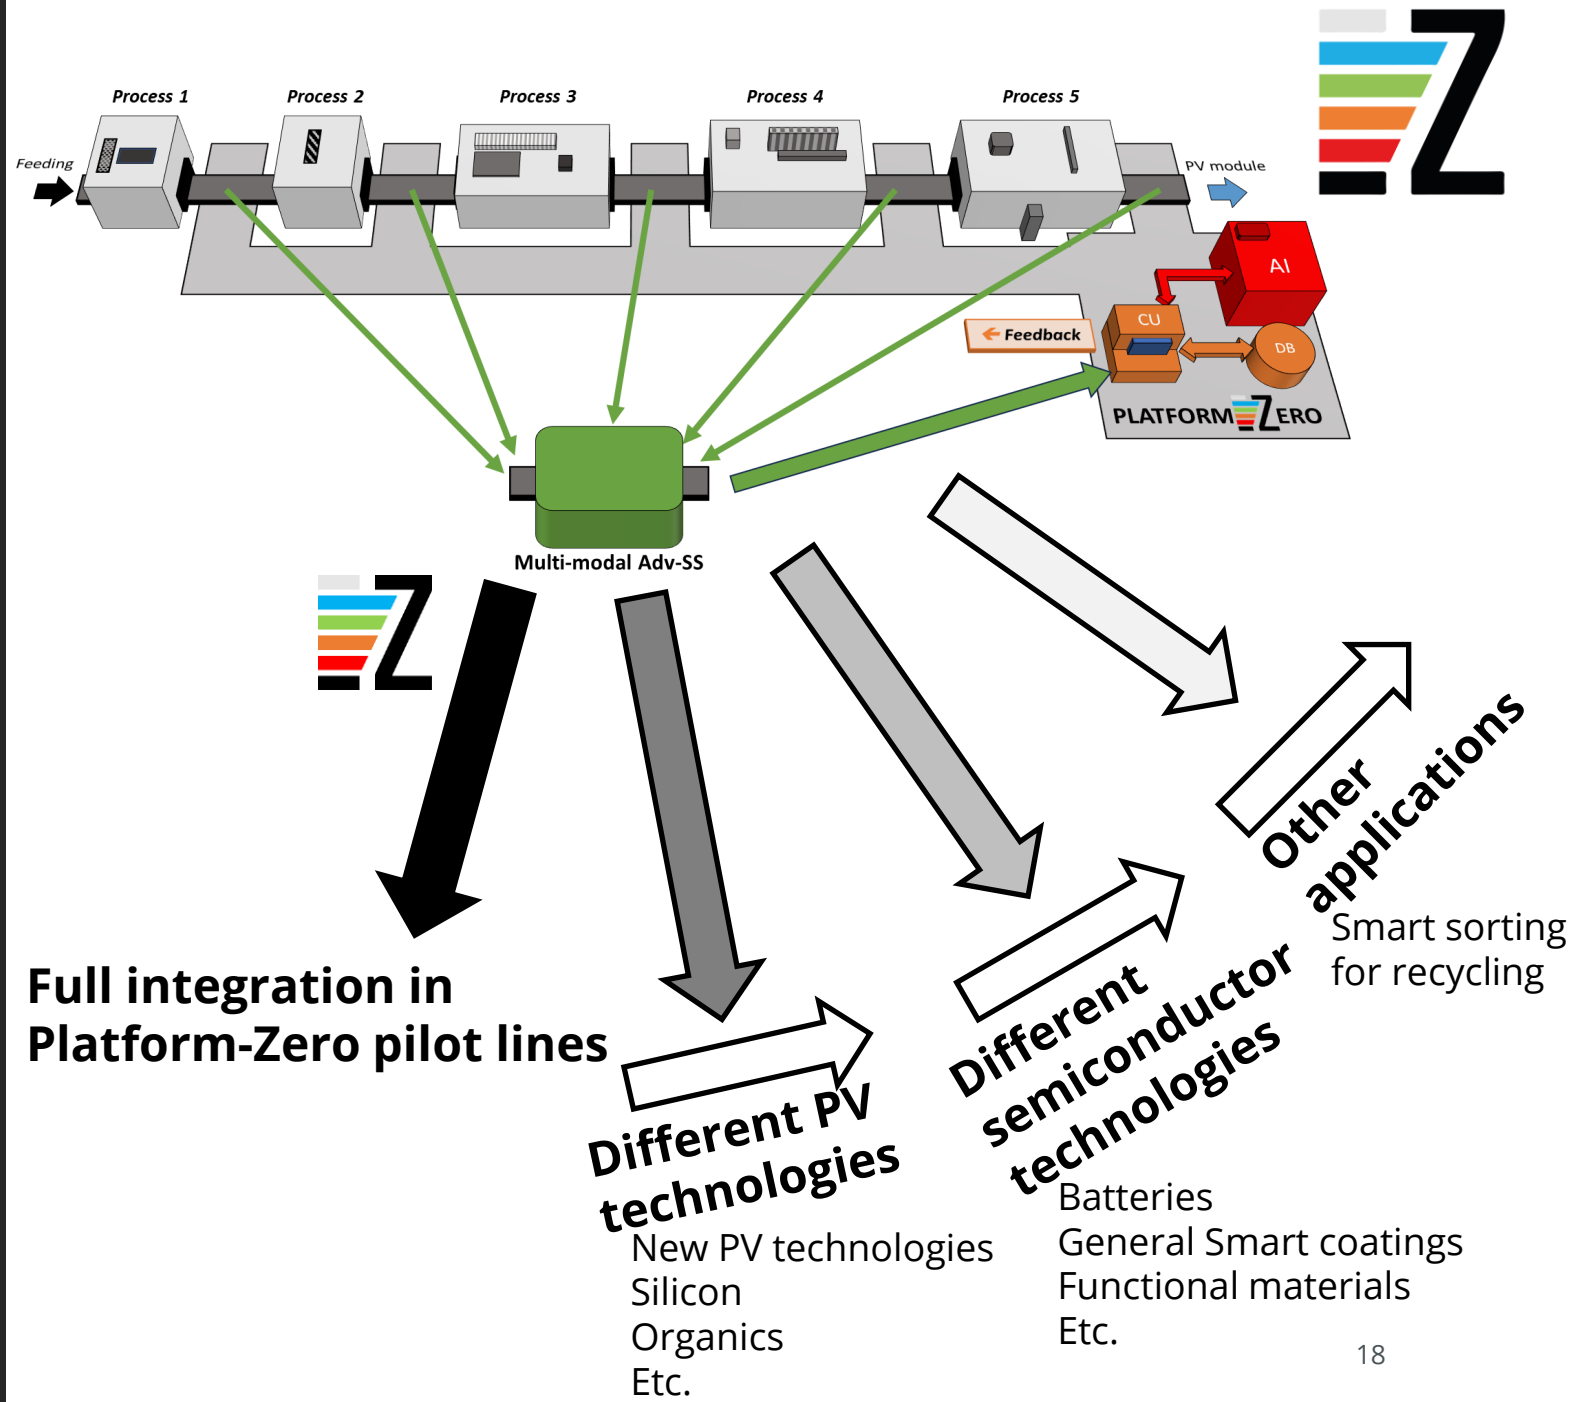 Process 1
Process 2
Process 3
Process 4
Process 5
Feeding
PV module
AI
CU
DB
Feedback
PLATFORM ZERO
Multi-modal Adv-SS
Z
Z
Full integration in
Platform-Zero pilot lines
Different PV
technologies
New PV technologies
Silicon
Organics
Etc.
Different
semiconductor
technologies
Batteries
General Smart coatings
Functional materials
Etc.
Other
applications
Smart sorting
for recycling
18